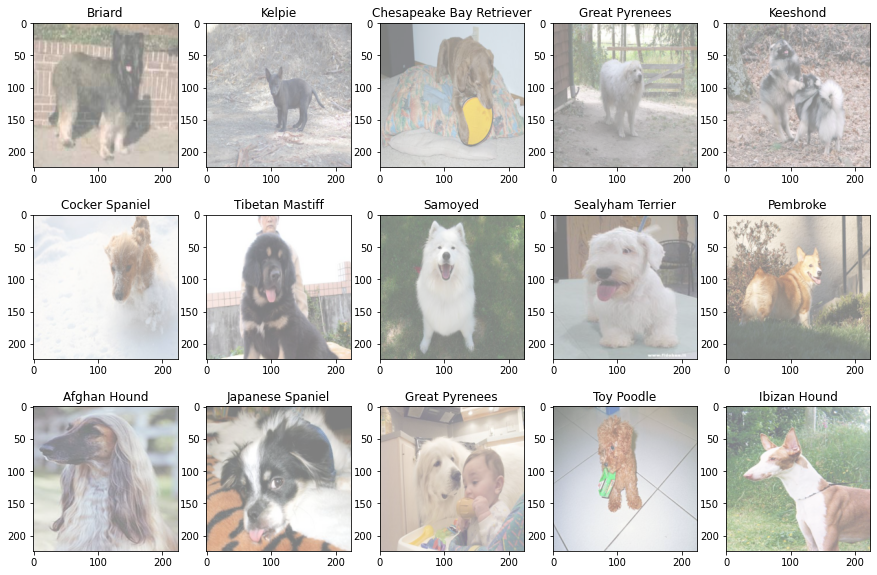 Briard Kelpie Chesapeake Bay Retriever Great Pyrenees Keeshond
0 0 0 0 0
50 50 50 50 50
100 100 100 100 100
150 150 150 150 150
200 200 200 200 200
0 100 200 0 100 200 0 100 200 0 100 200 0 100 200
Cocker Spaniel Tibetan Mastiff Samoyed Sealyham Terrier Pembroke
0 0 0 0 0
50 50 50 50 50
100 100 100 100 100
150 150 150 150 150
200 200 200 200 200
0 100 200 0 100 200 0 100 200 0 100 200 0 100 200
Afghan Hound Japanese Spaniel Great Pyrenees Toy Poodle Ibizan Hound
0 0 0 0 0
50 50 50 50 50
100 100 100 100 100
150 150 150 150 150
200 200 200 200 200
0 100 200 0 100 200 0 100 200 0 100 200 0 100 200